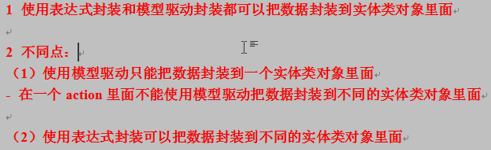 1 使用表达式封装和模型驱动封装都可以把数据封装到实体类对象里面
2 不同点：
（1）使用模型驱动只能把数据封装到一个实体类对象里面
- 在一个 action 里面不能使用模型驱动把数据封装到不同的实体类对象里面
（2）使用表达式封装可以把数据封装到不同的实体类对象里面